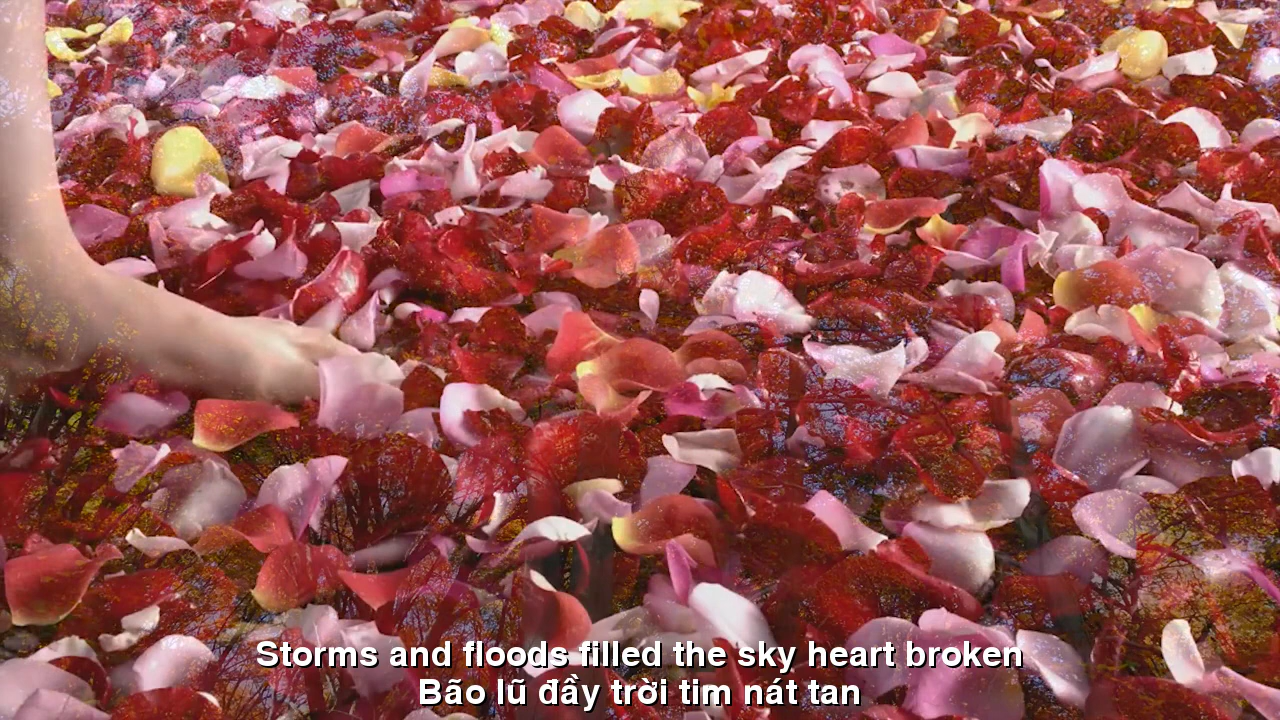 Storms and floods filled the sky heart broken
Bão lũ đầy trời tim nát tan